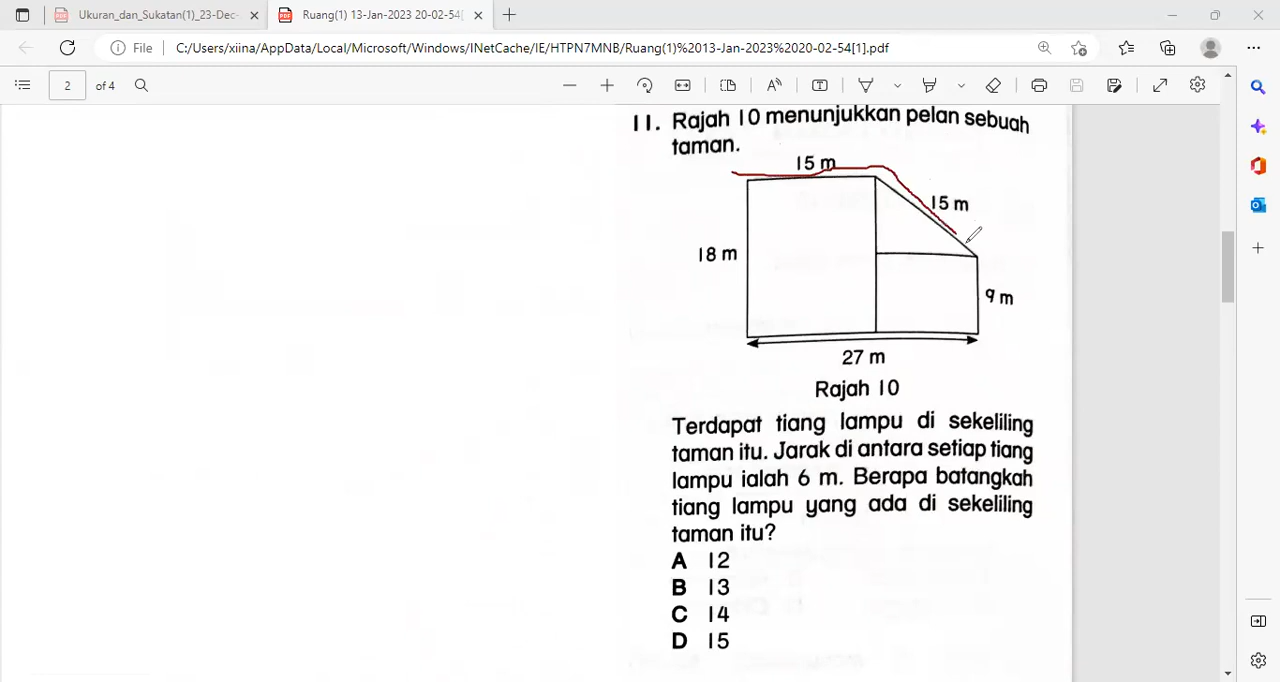 Ukuran_dan_Sukatan(1)_23-Dec-
Ruang(1) 13-Jan-2023 20-02-54[
File
C:/Users/xiina/AppData/Local/Microsoft/Windows/INetCache/IE/HTPN7MNB/Ruang(1)%2013-Jan-2023%2020-02-54[1].pdf
2 of 4
11. Rajah 10 menunjukkan pelan sebuah
taman.
15 m
15 m
18 m
9 m
27 m
Rajah 10
Terdapat tiang lampu di sekeliling
taman itu. Jarak di antara setiap tiang
lampu ialah 6 m. Berapa batangkah
tiang lampu yang ada di sekeliling
taman itu?
A 12
B 13
C 14
D 15